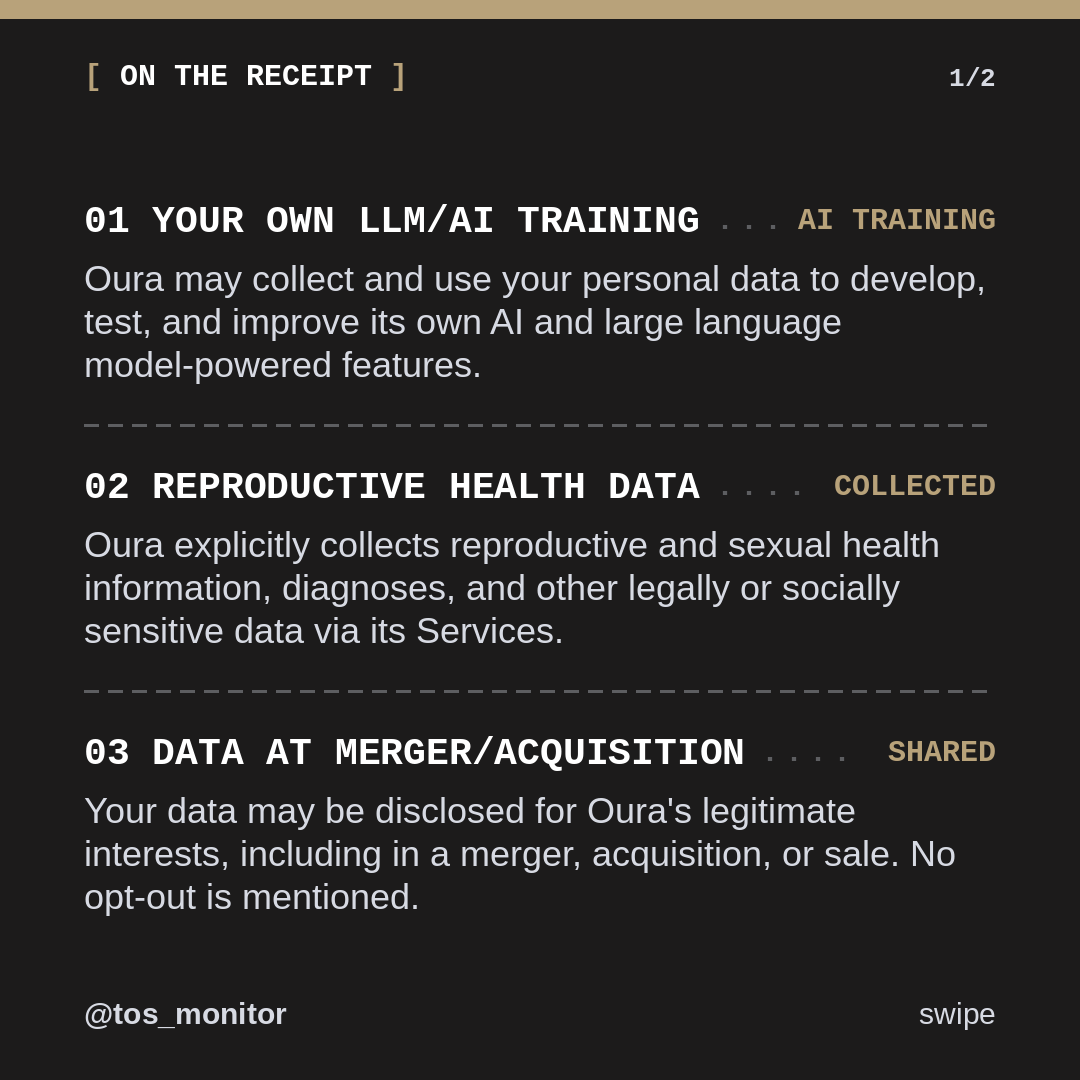 [ ON THE RECEIPT ] 1/2
01 YOUR OWN LLM/AI TRAINING ... AI TRAINING
Oura may collect and use your personal data to develop,
test, and improve its own AI and large language
model-powered features.
02 REPRODUCTIVE HEALTH DATA .... COLLECTED
Oura explicitly collects reproductive and sexual health
information, diagnoses, and other legally or socially
sensitive data via its Services.
03 DATA AT MERGER/ACQUISITION .... SHARED
Your data may be disclosed for Oura's legitimate
interests, including in a merger, acquisition, or sale. No
opt-out is mentioned.
@tos_monitor swipe